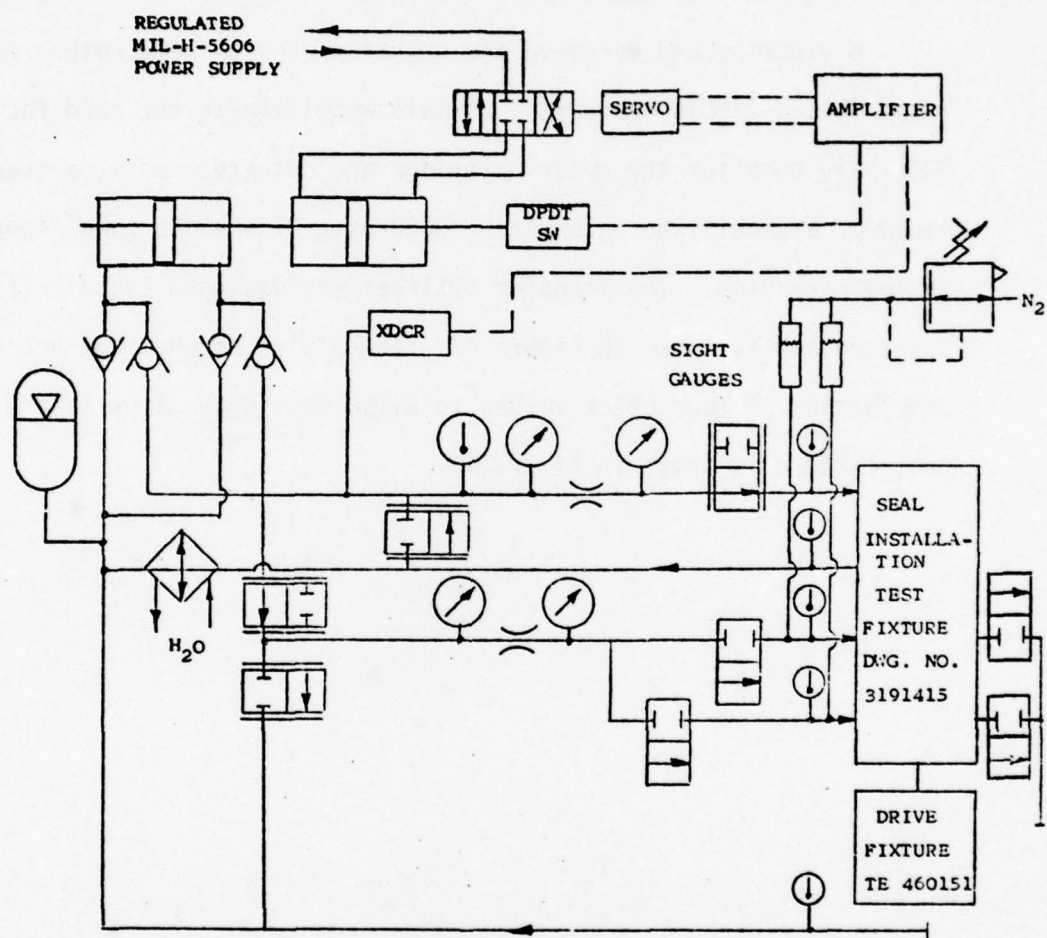 REGULATED
MIL-H-5606
POWER SUPPLY
SERVO
AMPLIFIER
DPDT
SW
XDCR
N2
SIGHT
GAUGES
H2O
SEAL
INSTALLA-
TION
TEST
FIXTURE
DWG. NO.
3191415
DRIVE
FIXTURE
TE 460151